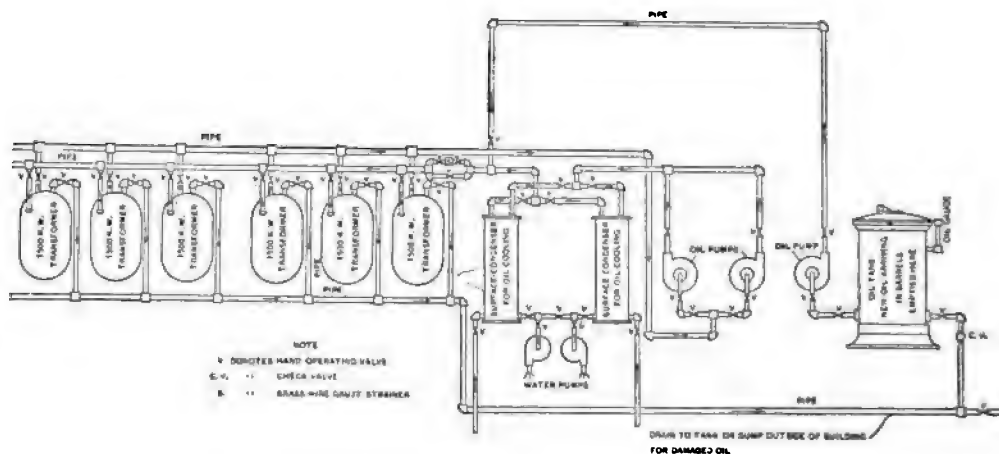 PIPE
PIPE
PIPE
1500 K.W.
TRANSFORMER
1500 K.W.
TRANSFORMER
1500 K.W.
TRANSFORMER
1500 K.W.
TRANSFORMER
1500 K.W.
TRANSFORMER
1500 K.W.
TRANSFORMER
PIPE
PIPE
SURFACE CONDENSER
FOR OIL COOLING
SURFACE CONDENSER
FOR OIL COOLING
OIL PUMPS
OIL PUMP
OIL TANK
NEW OIL ARRIVING
IN BARRELS
EMPTIED HERE
OIL GAUGE
C.V.
WATER PUMPS
NOTE
V DENOTES HAND OPERATING VALVE
C.V. " CHECK VALVE
S. " BRASS WIRE GAUZE STRAINER
PIPE
DRAIN TO TANK OR SUMP OUTSIDE OF BUILDING
FOR DAMAGED OIL